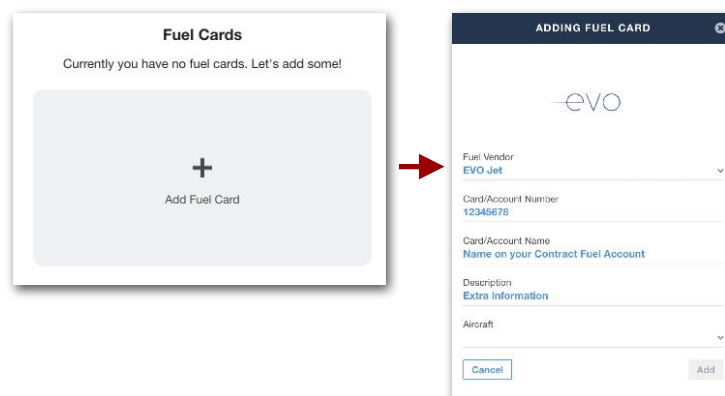 Fuel Cards
Currently you have no fuel cards. Let's add some!
+
Add Fuel Card
ADDING FUEL CARD
evo
Fuel Vendor
EVO Jet
Card/Account Number
12345678
Card/Account Name
Name on your Contract Fuel Account
Description
Extra Information
Aircraft
Cancel
Add